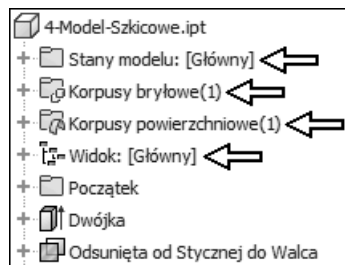 4-Model-Szkicowe.ipt
Stany modelu: [Główny]
Korpusy bryłowe(1)
Korpusy powierzchniowe(1)
Widok: [Główny]
Początek
Dwójka
Odsunięta od Stycznej do Walca